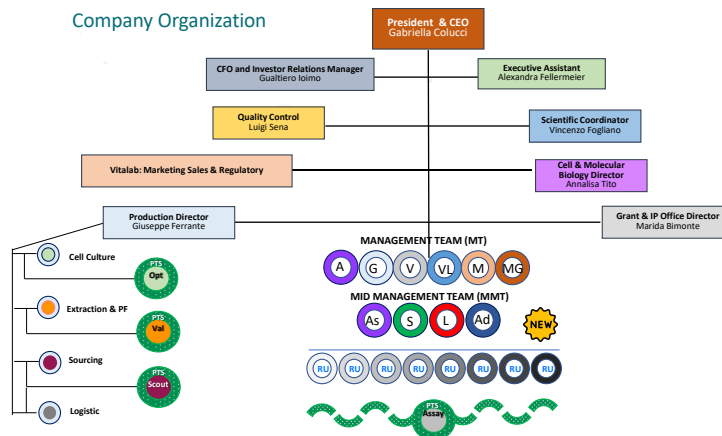 Company Organization
President & CEO
Gabriella Colucci
CFO and Investor Relations Manager
Gualtiero Ioimo
Executive Assistant
Alexandra Fellermeier
Quality Control
Luigi Sena
Scientific Coordinator
Vincenzo Fogliano
Vitalab: Marketing Sales & Regulatory
Cell & Molecular
Biology Director
Annalisa Tito
Production Director
Giuseppe Ferrante
Grant & IP Office Director
Marida Bimonte
MANAGEMENT TEAM (MT)
A G V VL M MG
MID MANAGEMENT TEAM (MMT)
As S L Ad
NEW
RU RU RU RU RU RU RU RU
PTS
Assay
Cell Culture
PTS
Opt
Extraction & PF
PTS
Val
Sourcing
PTS
Scout
Logistic